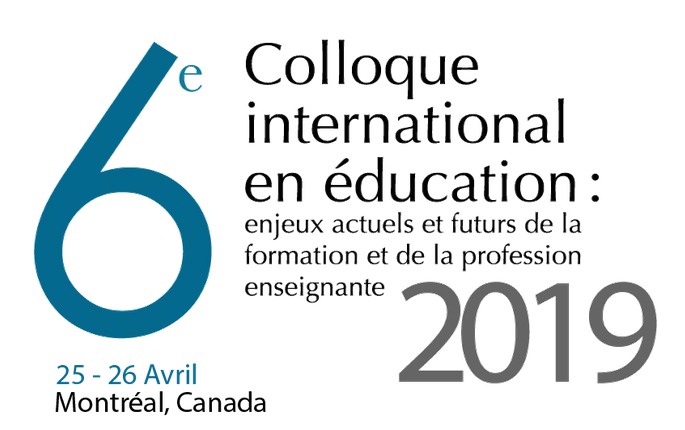 6e
Colloque
international
en éducation :
enjeux actuels et futurs de la
formation et de la profession
enseignante
2019
25 - 26 Avril
Montréal, Canada